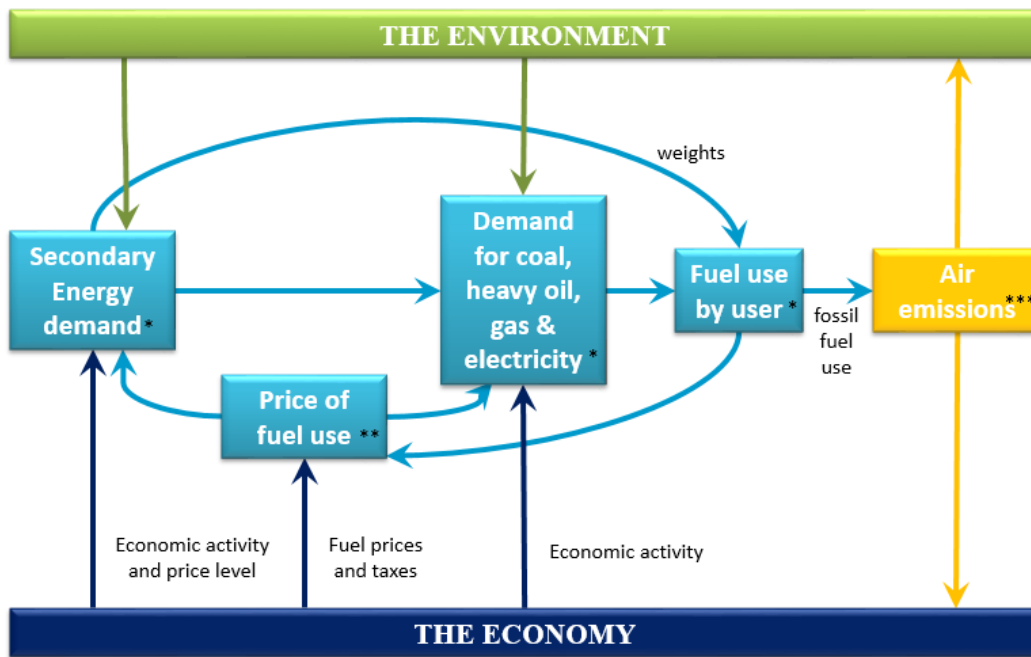 THE ENVIRONMENT
weights
Secondary
Energy
demand*
Demand
for coal,
heavy oil,
gas &
electricity *
Fuel use
by user *
fossil
fuel
use
Air
emissions***
Price of
fuel use **
Economic activity
and price level
Fuel prices
and taxes
Economic activity
THE ECONOMY